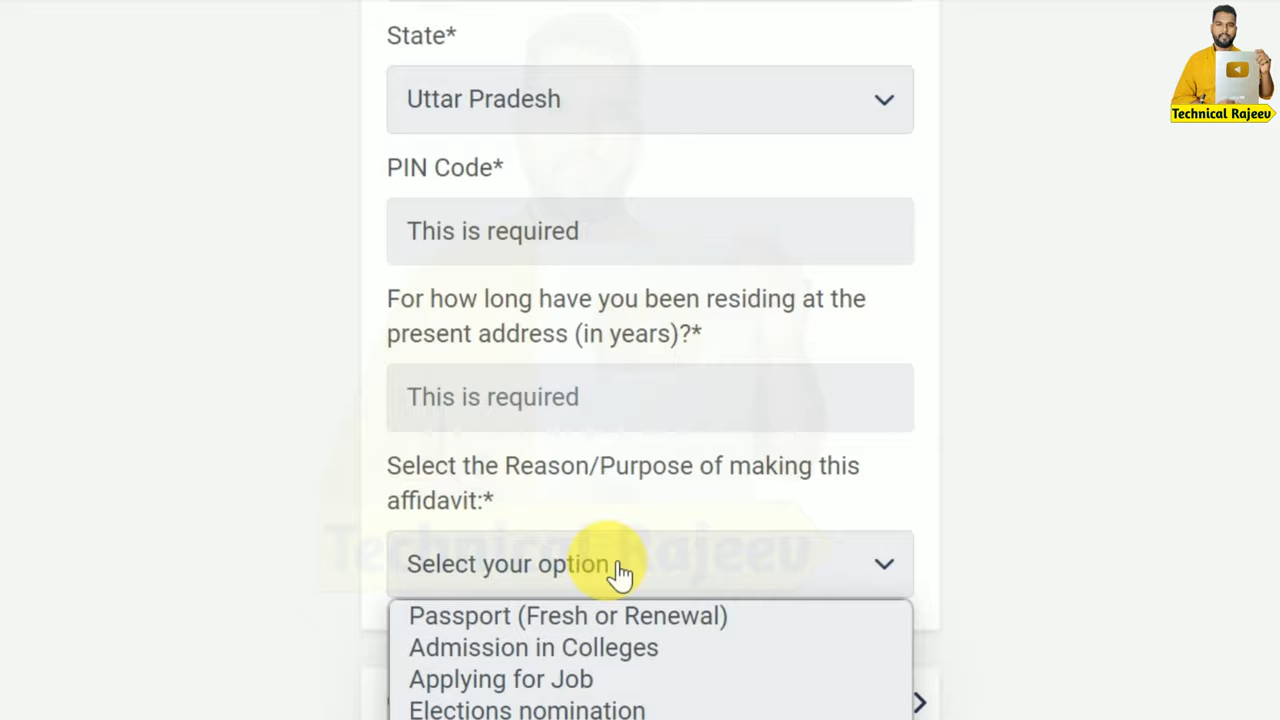 State*
Uttar Pradesh
PIN Code*
This is required
For how long have you been residing at the
present address (in years)?*
This is required
Select the Reason/Purpose of making this
affidavit:*
Select your option
Passport (Fresh or Renewal)
Admission in Colleges
Applying for Job
Elections nomination
Technical Rajeev
Technical Rajeev